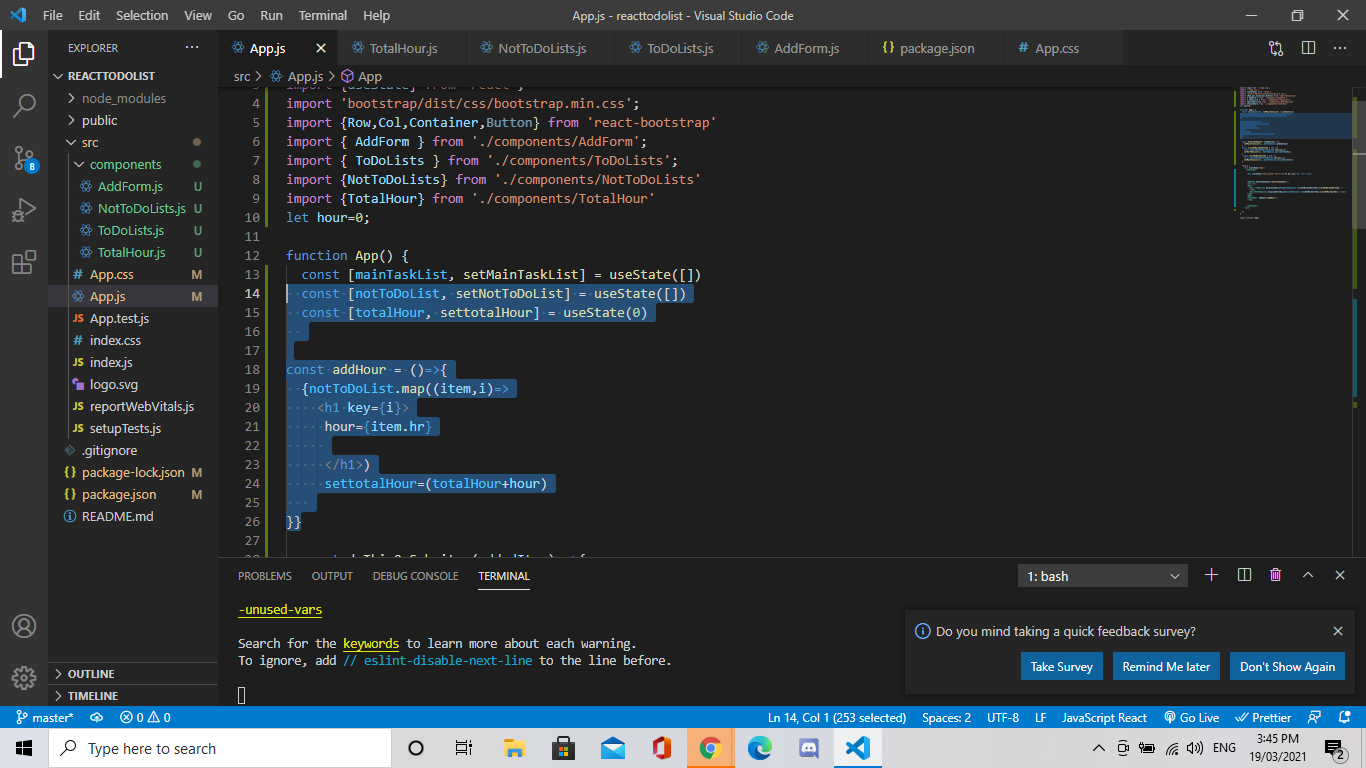 File Edit Selection View Go Run Terminal Help App.js - reacttodolist - Visual Studio Code
EXPLORER
REACTTODOLIST
node_modules
public
src
components
AddForm.js U
NotToDoLists.js U
ToDoLists.js U
TotalHour.js U
# App.css M
App.js M
App.test.js
# index.css
JS index.js
logo.svg
JS reportWebVitals.js
JS setupTests.js
.gitignore
{} package-lock.json M
{} package.json M
README.md
OUTLINE
TIMELINE
8
App.js TotalHour.js NotToDoLists.js ToDoLists.js AddForm.js {} package.json # App.css
src > App.js > App
4 import 'bootstrap/dist/css/bootstrap.min.css';
5 import {Row,Col,Container,Button} from 'react-bootstrap'
6 import { AddForm } from './components/AddForm';
7 import { ToDoLists } from './components/ToDoLists';
8 import {NotToDoLists} from './components/NotToDoLists'
9 import {TotalHour} from './components/TotalHour'
10 let hour=0;
11
12 function App() {
13 const [mainTaskList, setMainTaskList] = useState([])
14 const [notToDoList, setNotToDoList] = useState([])
15 const [totalHour, settotalHour] = useState(0)
16
17
18 const addHour = ()=>{
19 {notToDoList.map((item,i)=>
20 <h1 key={i}>
21 hour={item.hr}
22
23 </h1>)
24 settotalHour=(totalHour+hour)
25
26 }}
27
PROBLEMS OUTPUT DEBUG CONSOLE TERMINAL 1: bash
-unused-vars
Search for the keywords to learn more about each warning.
To ignore, add // eslint-disable-next-line to the line before.
Do you mind taking a quick feedback survey?
Take Survey Remind Me later Don't Show Again
master* 0 0 Ln 14, Col 1 (253 selected) Spaces: 2 UTF-8 LF JavaScript React Go Live Prettier
Type here to search ENG 3:45 PM
19/03/2021 2